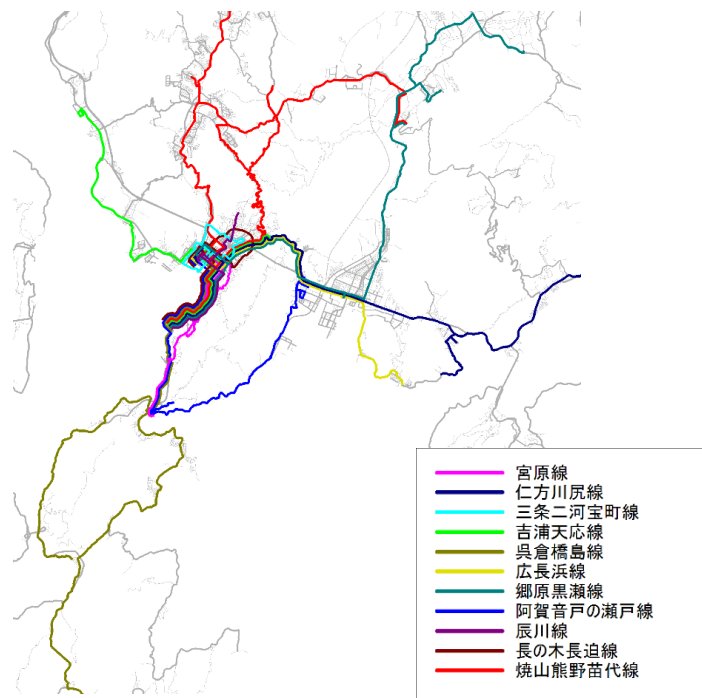 宮原線
仁方川尻線
三条二河宝町線
吉浦天応線
呉倉橋島線
広長浜線
郷原黒瀬線
阿賀音戸の瀬戸線
辰川線
長の木長迫線
焼山熊野苗代線